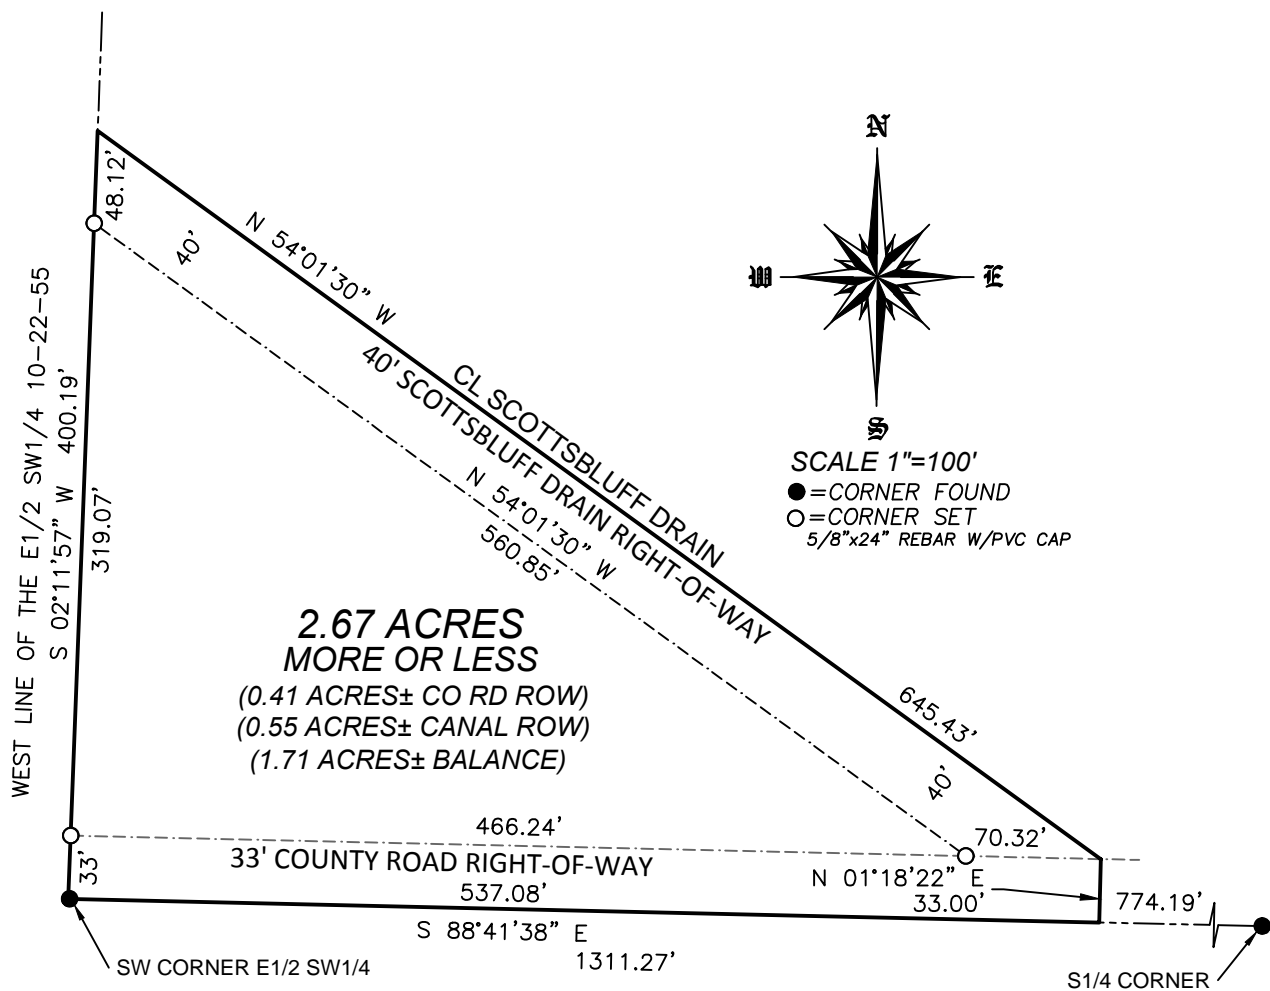 N
W
E
S
48.12'
40'
N 54°01'30" W
WEST LINE OF THE E1/2 SW1/4 10-22-55
S 02°11'57" W 400.19'
319.07'
CL SCOTTSBLUFF DRAIN
40' SCOTTSBLUFF DRAIN RIGHT-OF-WAY
N 54°01'30" W
560.85'
SCALE 1"=100'
=CORNER FOUND
=CORNER SET
5/8"x24" REBAR W/PVC CAP
2.67 ACRES
MORE OR LESS
(0.41 ACRES± CO RD ROW)
(0.55 ACRES± CANAL ROW)
(1.71 ACRES± BALANCE)
645.43'
40'
466.24'
70.32'
33' COUNTY ROAD RIGHT-OF-WAY
33'
N 01°18'22" E
33.00'
537.08'
774.19'
S 88°41'38" E
1311.27'
SW CORNER E1/2 SW1/4
S1/4 CORNER